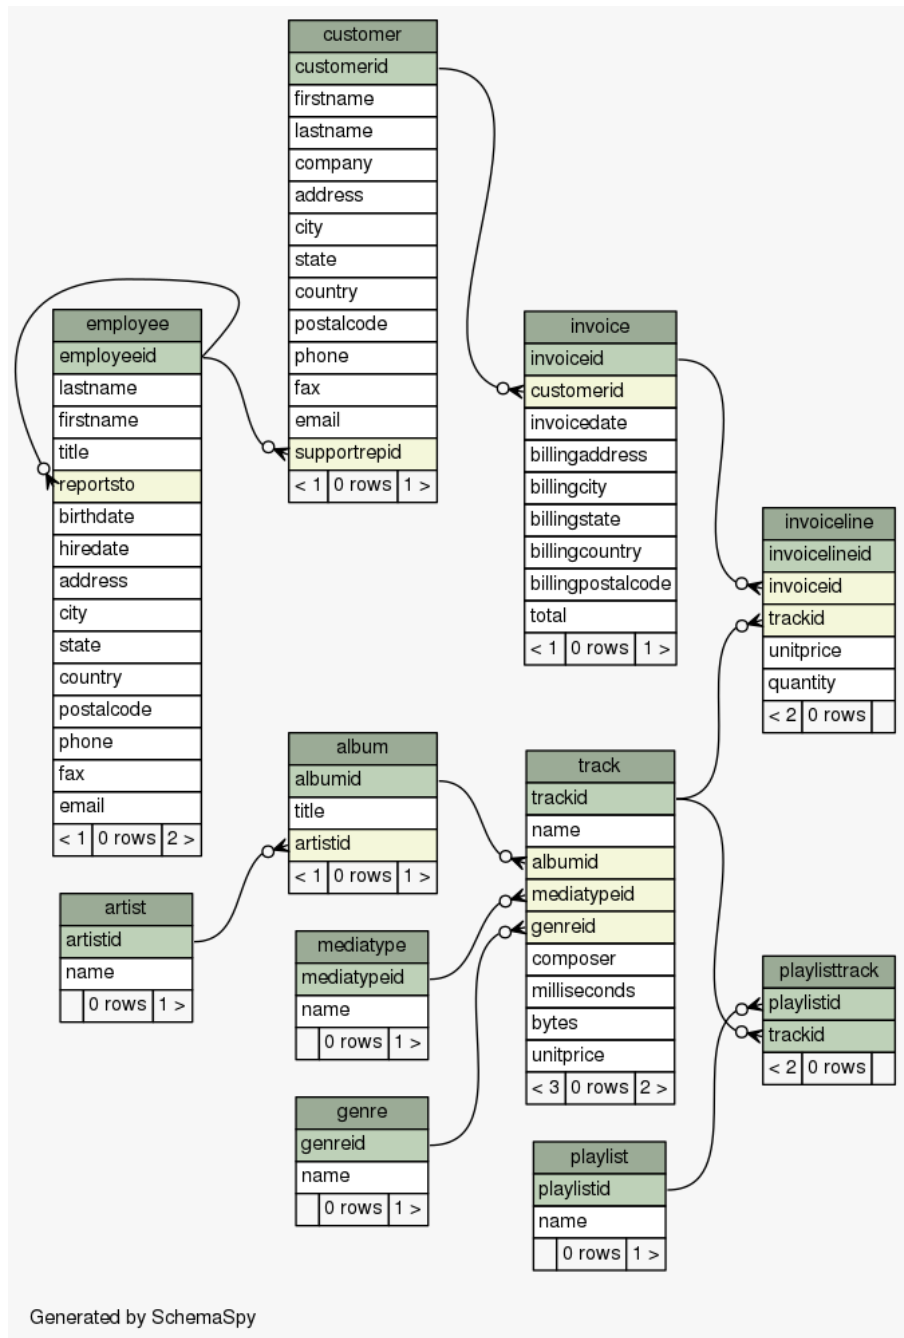 customer
customerid
firstname
lastname
company
address
city
state
country
postalcode
phone
fax
email
supportrepid
< 1 0 rows 1 >
employee
employeeid
lastname
firstname
title
reportsto
birthdate
hiredate
address
city
state
country
postalcode
phone
fax
email
< 1 0 rows 2 >
invoice
invoiceid
customerid
invoicedate
billingaddress
billingcity
billingstate
billingcountry
billingpostalcode
total
< 1 0 rows 1 >
invoiceline
invoicelineid
invoiceid
trackid
unitprice
quantity
< 2 0 rows
album
albumid
title
artistid
< 1 0 rows 1 >
track
trackid
name
albumid
mediatypeid
genreid
composer
milliseconds
bytes
unitprice
< 3 0 rows 2 >
artist
artistid
name
0 rows 1 >
mediatype
mediatypeid
name
0 rows 1 >
playlisttrack
playlistid
trackid
< 2 0 rows
genre
genreid
name
0 rows 1 >
playlist
playlistid
name
0 rows 1 >
Generated by SchemaSpy